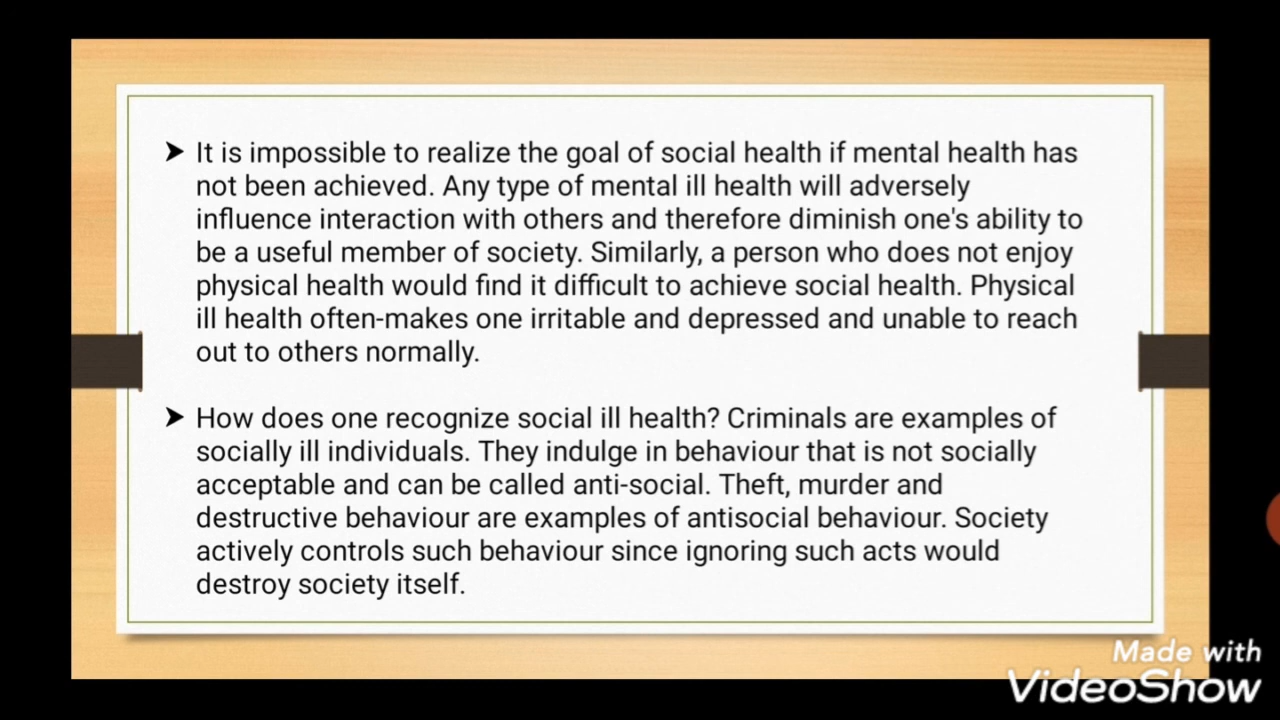 ➤ It is impossible to realize the goal of social health if mental health has
not been achieved. Any type of mental ill health will adversely
influence interaction with others and therefore diminish one's ability to
be a useful member of society. Similarly, a person who does not enjoy
physical health would find it difficult to achieve social health. Physical
ill health often-makes one irritable and depressed and unable to reach
out to others normally.
➤ How does one recognize social ill health? Criminals are examples of
socially ill individuals. They indulge in behaviour that is not socially
acceptable and can be called anti-social. Theft, murder and
destructive behaviour are examples of antisocial behaviour. Society
actively controls such behaviour since ignoring such acts would
destroy society itself.
Made with
VideoShow